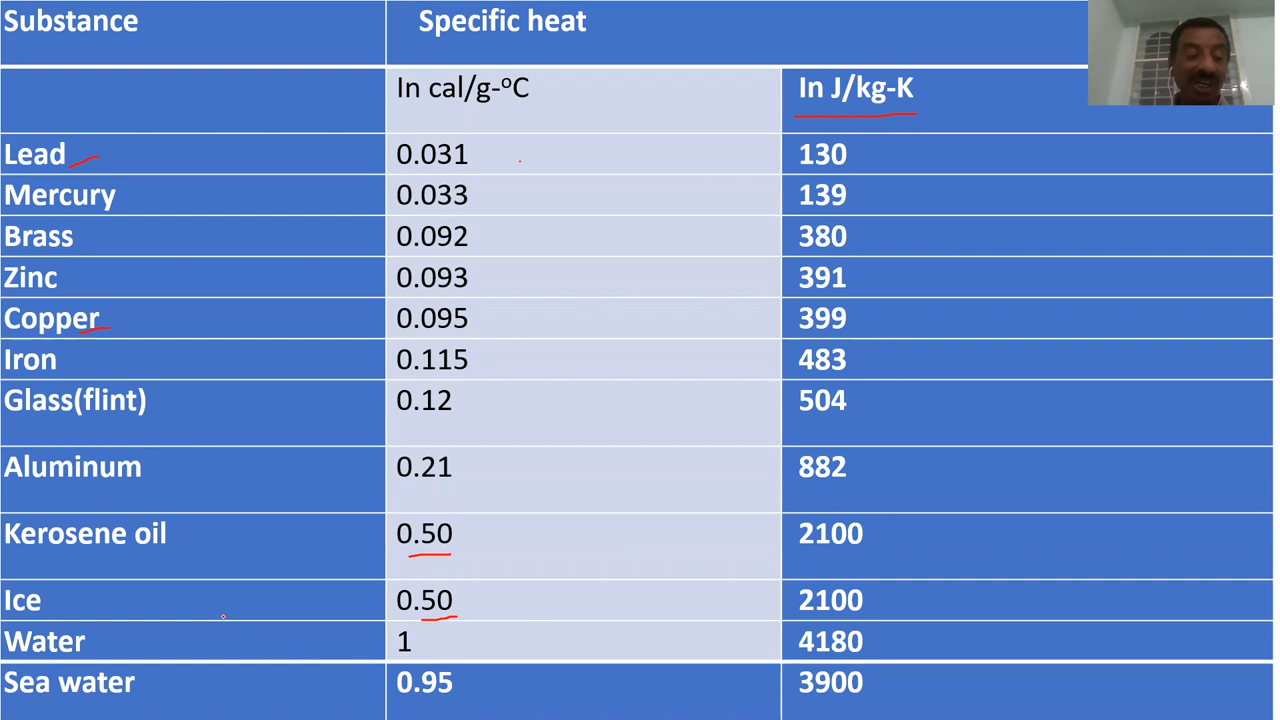 Substance Specific heat
In cal/g-°C In J/kg-K
Lead 0.031 130
Mercury 0.033 139
Brass 0.092 380
Zinc 0.093 391
Copper 0.095 399
Iron 0.115 483
Glass(flint) 0.12 504
Aluminum 0.21 882
Kerosene oil 0.50 2100
Ice 0.50 2100
Water 1 4180
Sea water 0.95 3900